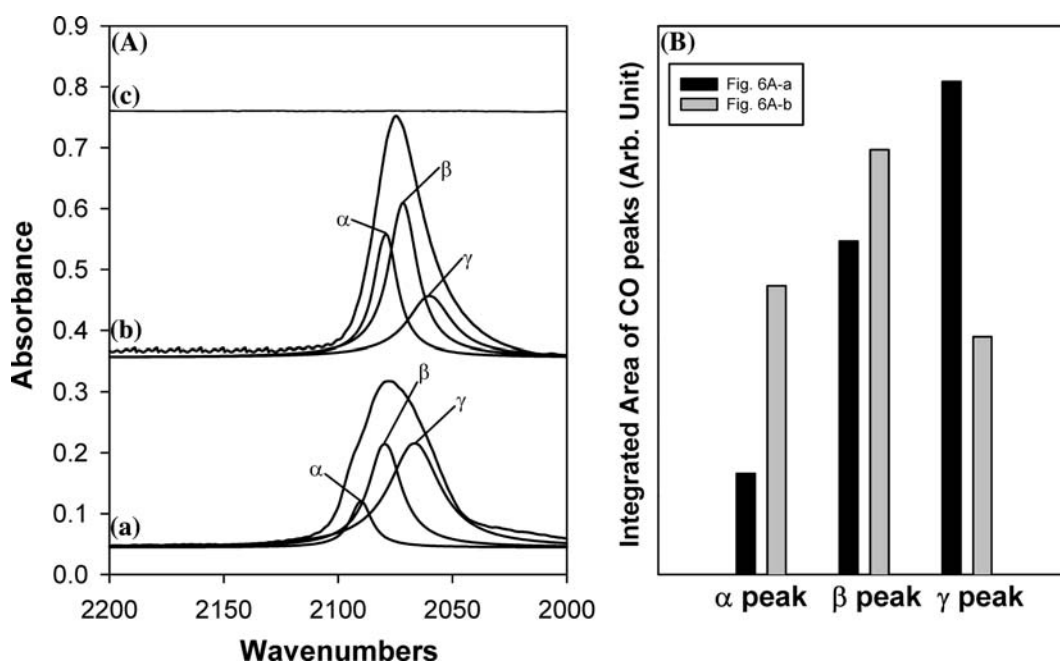 (A)
Absorbance
0.9
0.8
0.7
0.6
0.5
0.4
0.3
0.2
0.1
0.0
(c)
β
α
γ
(b)
β
γ
α
(a)
2200
2150
2100
2050
2000
Wavenumbers
(B)
Integrated Area of CO peaks (Arb. Unit)
Fig. 6A-a
Fig. 6A-b
α peak
β peak
γ peak